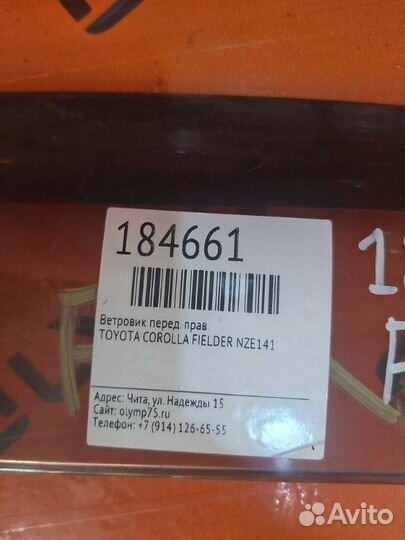 184661
Ветровик перед. прав
TOYOTA COROLLA FIELDER NZE141
Адрес: Чита, ул. Надежды 15
Сайт: olymp75.ru
Телефон: +7 (914) 126-65-55
Avito